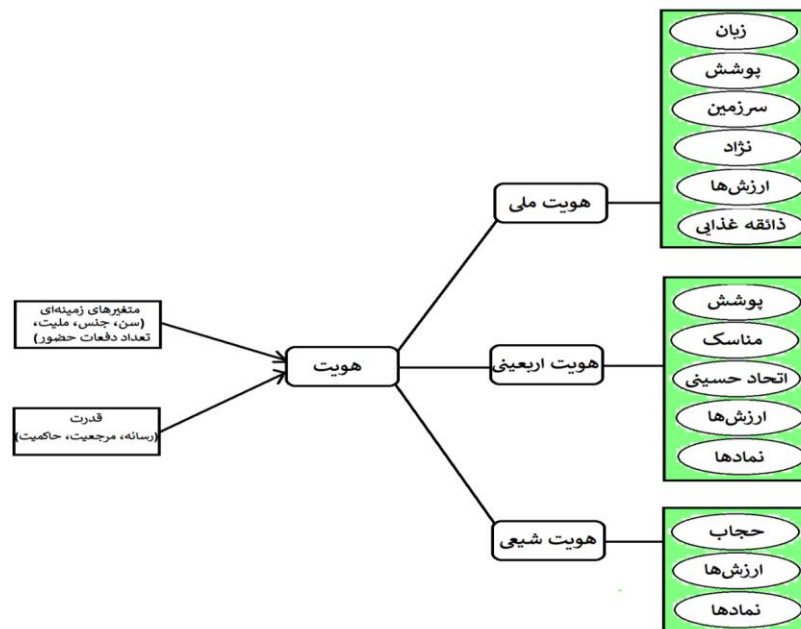 زبان
پوشش
سرزمین
نژاد
ارزش‌ها
ذائقه غذایی
هویت ملی
متغیرهای زمینه‌ای
(سن، جنس، ملیت،
تعداد دفعات حضور)
هویت
قدرت
(رسانه، مرجعیت، حاکمیت)
هویت اربعینی
پوشش
مناسک
اتحاد حسینی
ارزش‌ها
نمادها
هویت شیعی
حجاب
ارزش‌ها
نمادها